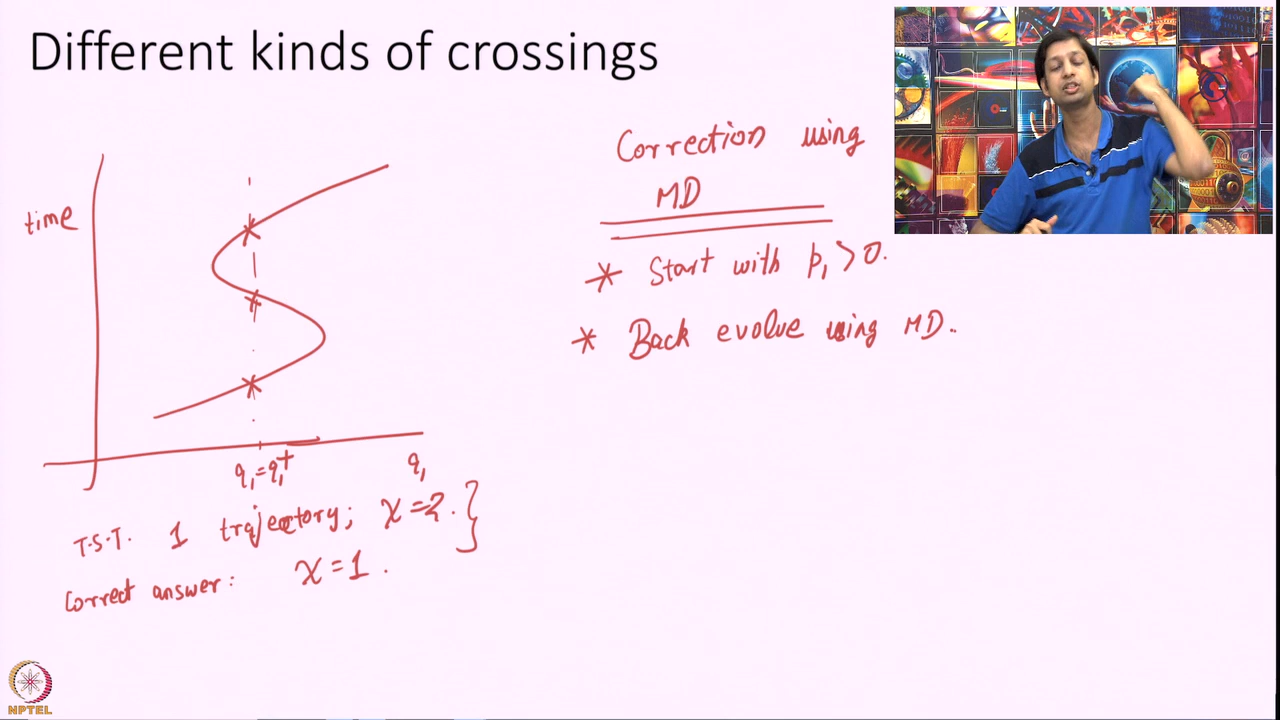 Different kinds of crossings
time
q₁=q₁‡
q₁
T.S.T. 1 trajectory; χ=2.
Correct answer: χ=1.
Correction using
MD
* Start with p₁>0.
* Back evolve using MD.
NPTEL